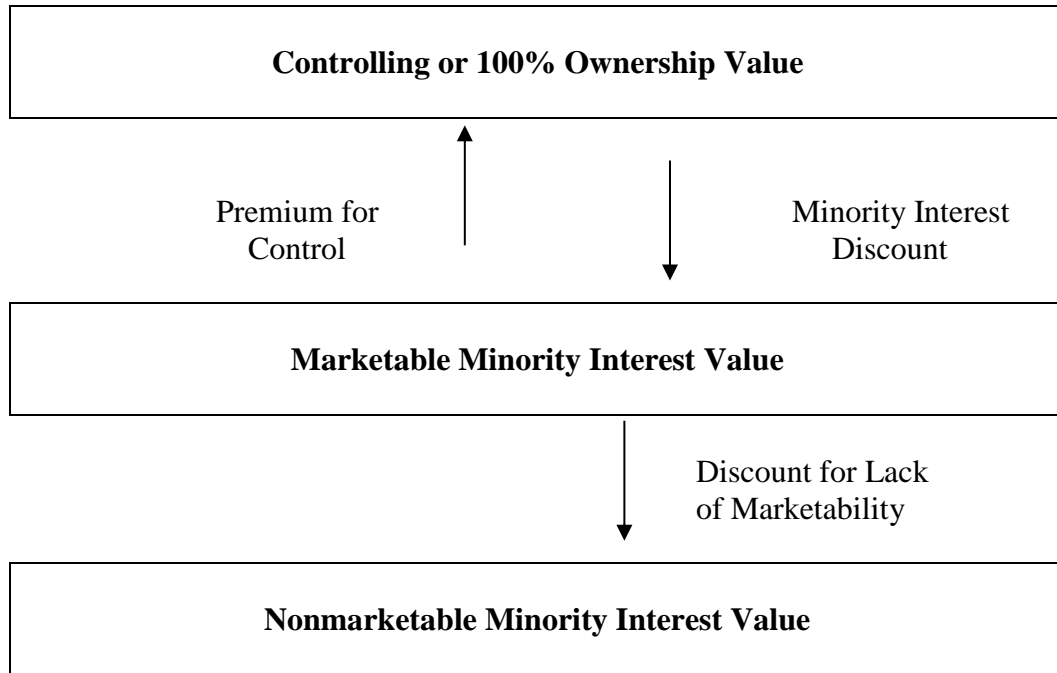 Controlling or 100% Ownership Value
Premium for
Control
Minority Interest
Discount
Marketable Minority Interest Value
Discount for Lack
of Marketability
Nonmarketable Minority Interest Value